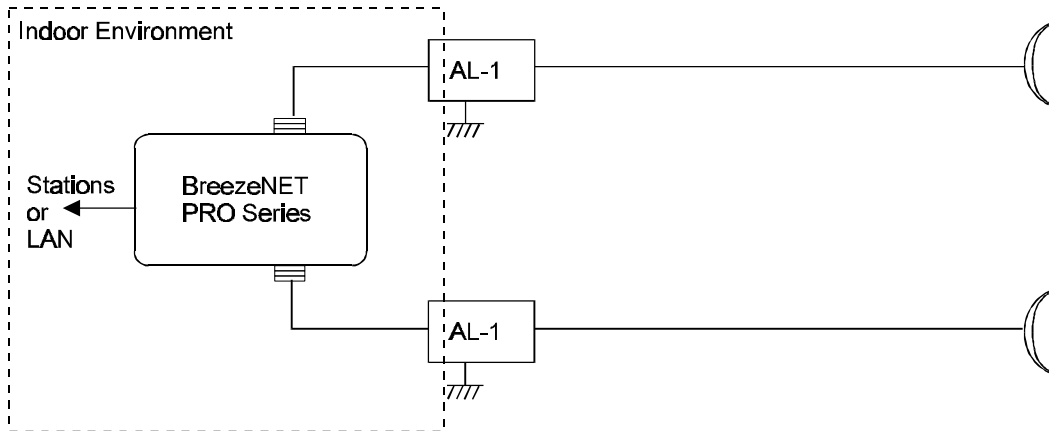 Indoor Environment
AL-1
Stations
or
LAN
BreezeNET
PRO Series
AL-1